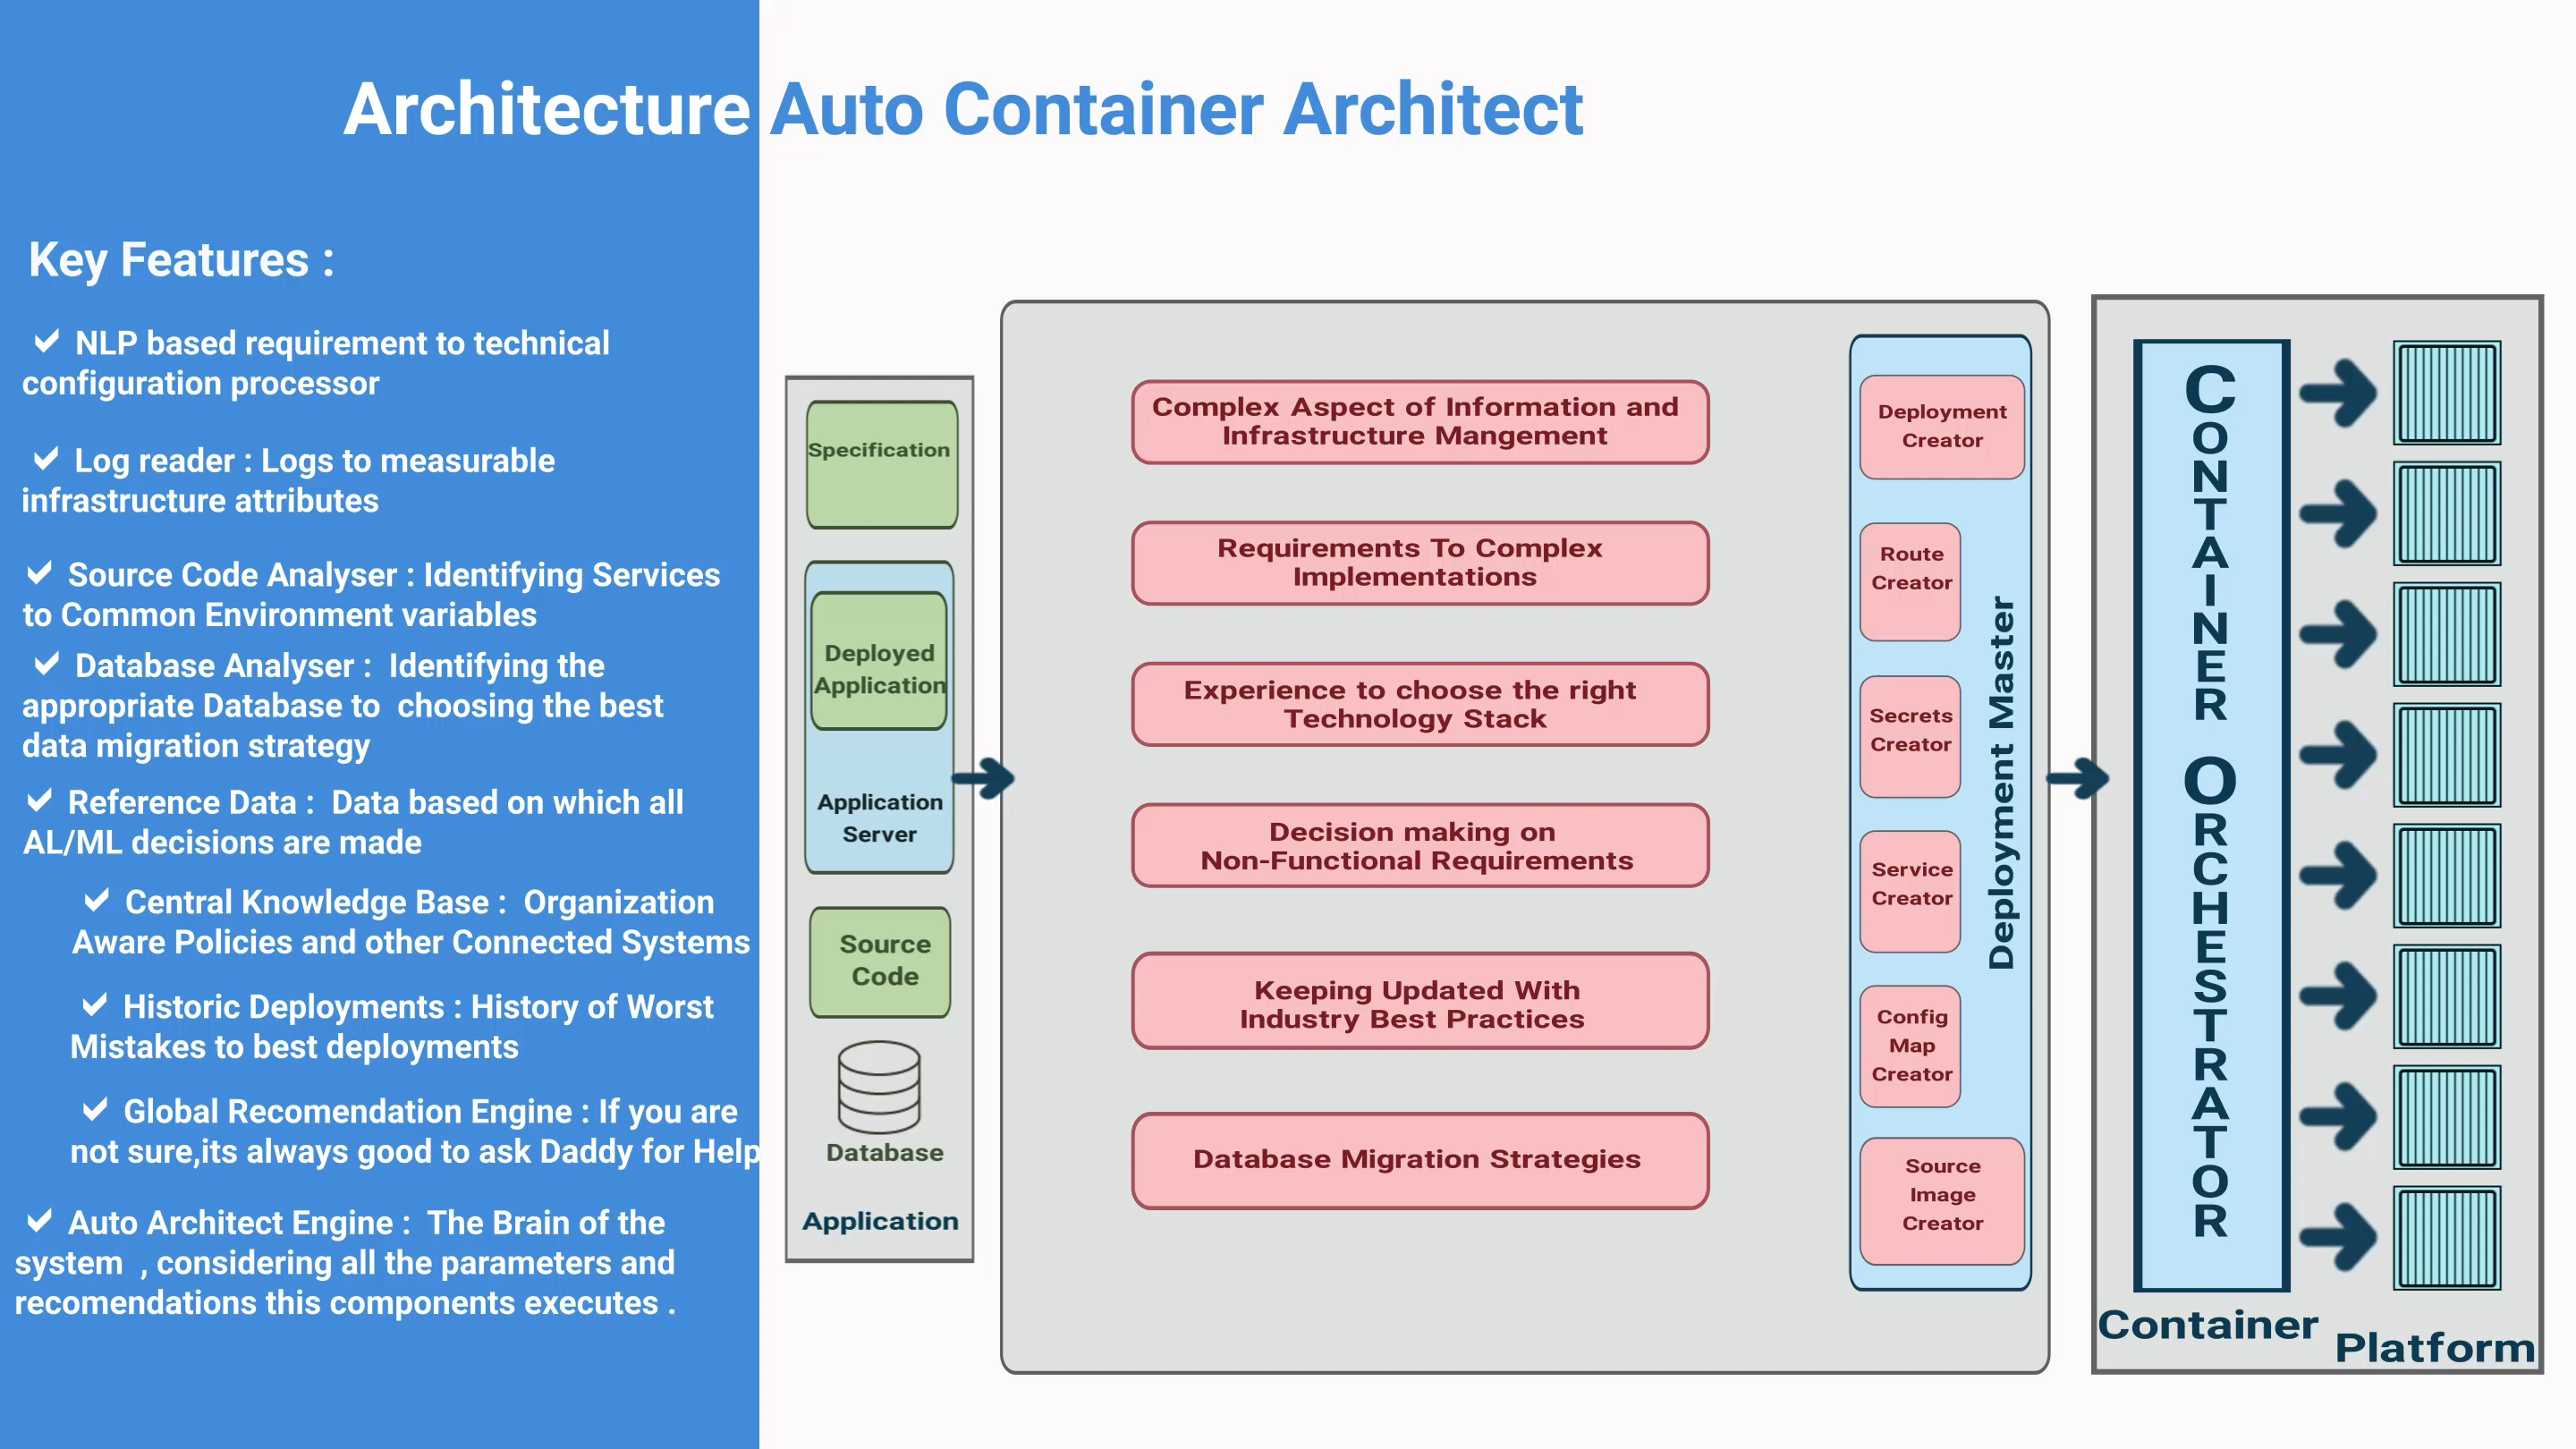 Architecture Auto Container Architect
Key Features :
NLP based requirement to technical
configuration processor
Log reader : Logs to measurable
infrastructure attributes
Source Code Analyser : Identifying Services
to Common Environment variables
Database Analyser :  Identifying the
appropriate Database to  choosing the best
data migration strategy
Reference Data :  Data based on which all
AL/ML decisions are made
Central Knowledge Base :  Organization
Aware Policies and other Connected Systems
Historic Deployments : History of Worst
Mistakes to best deployments
Global Recomendation Engine : If you are
not sure,its always good to ask Daddy for Help
Auto Architect Engine :  The Brain of the
system  , considering all the parameters and
recomendations this components executes .
Specification
Deployed
Application
Application
Server
Source
Code
Database
Application
Complex Aspect of Information and
Infrastructure Mangement
Requirements To Complex
Implementations
Experience to choose the right
Technology Stack
Decision making on
Non-Functional Requirements
Keeping Updated With
Industry Best Practices
Database Migration Strategies
Deployment
Creator
Route
Creator
Secrets
Creator
Service
Creator
Config
Map
Creator
Source
Image
Creator
Deployment Master
CONTAINER ORCHESTRATOR
Container
Platform